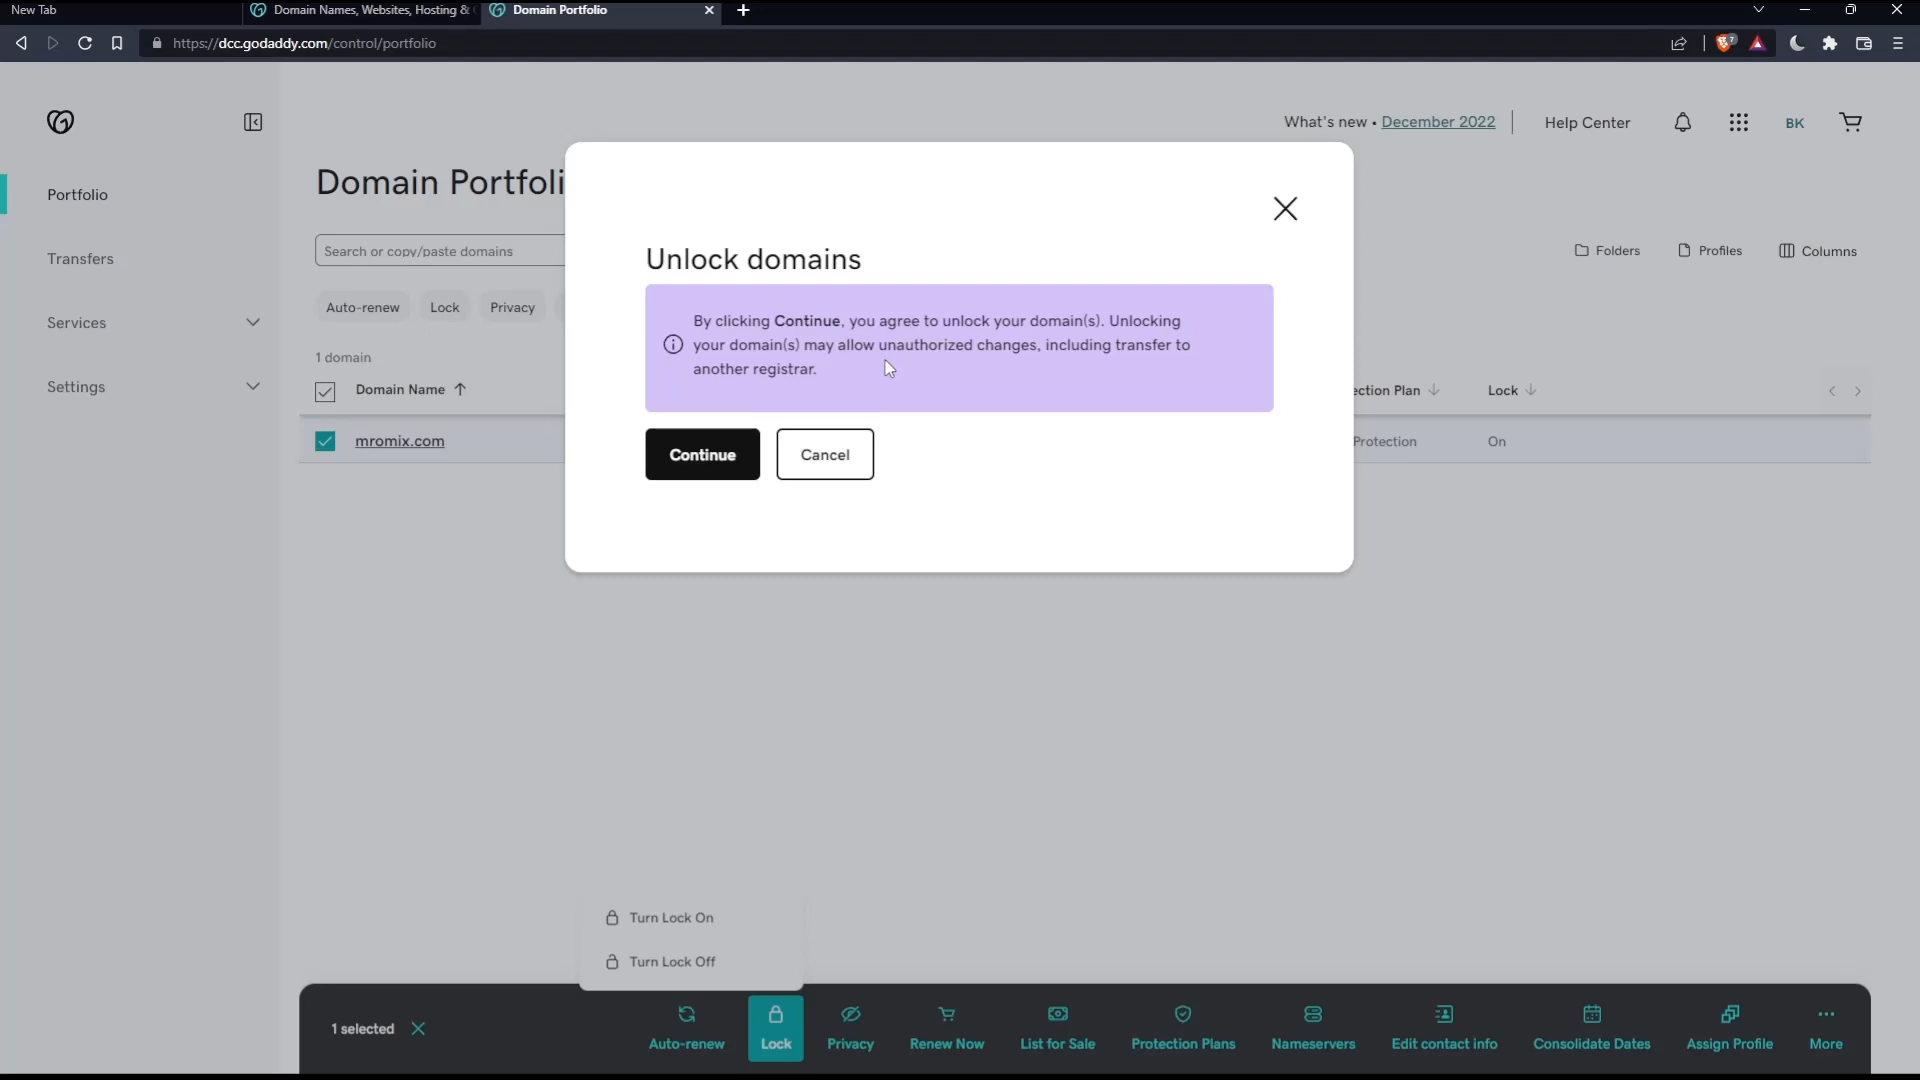 New Tab
Domain Names, Websites, Hosting &
Domain Portfolio
https://dcc.godaddy.com/control/portfolio
7
What's new • December 2022
Help Center
BK
Portfolio
Transfers
Services
Settings
Domain Portfoli
Search or copy/paste domains
Folders
Profiles
Columns
Auto-renew
Lock
Privacy
1 domain
Domain Name
ection Plan
Lock
mromix.com
Protection
On
Unlock domains
By clicking Continue, you agree to unlock your domain(s). Unlocking
your domain(s) may allow unauthorized changes, including transfer to
another registrar.
Continue
Cancel
Turn Lock On
Turn Lock Off
1 selected
Auto-renew
Lock
Privacy
Renew Now
List for Sale
Protection Plans
Nameservers
Edit contact info
Consolidate Dates
Assign Profile
More